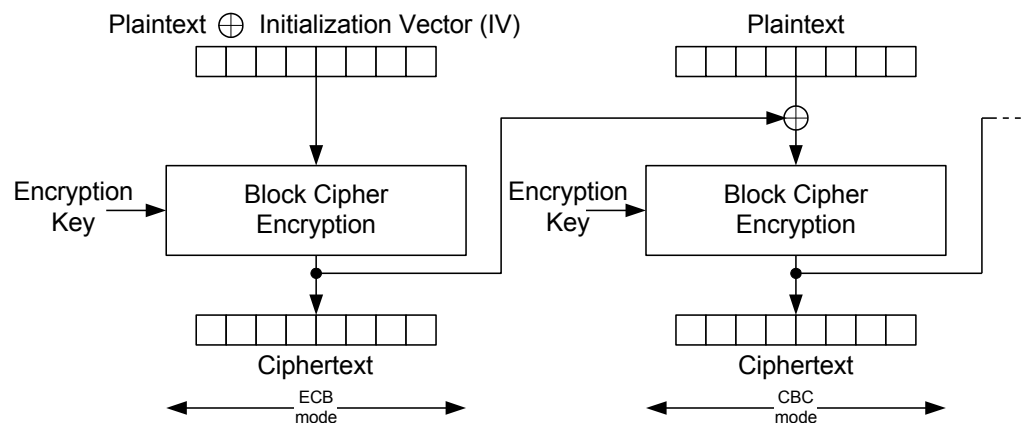 Plaintext ⊕ Initialization Vector (IV)
Plaintext
Encryption
Key
Block Cipher
Encryption
Encryption
Key
Block Cipher
Encryption
Ciphertext
Ciphertext
ECB
mode
CBC
mode